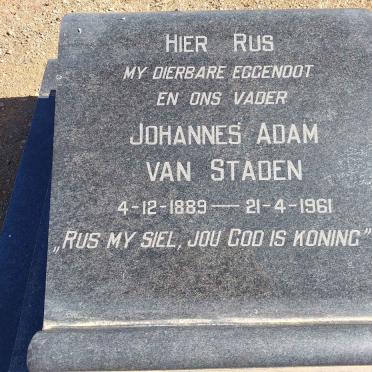 HIER RUS
MY DIERBARE EGGENOOT
EN ONS VADER
JOHANNES ADAM
VAN STADEN
4-12-1889 — 21-4-1961
„RUS MY SIEL, JOU GOD IS KONING"